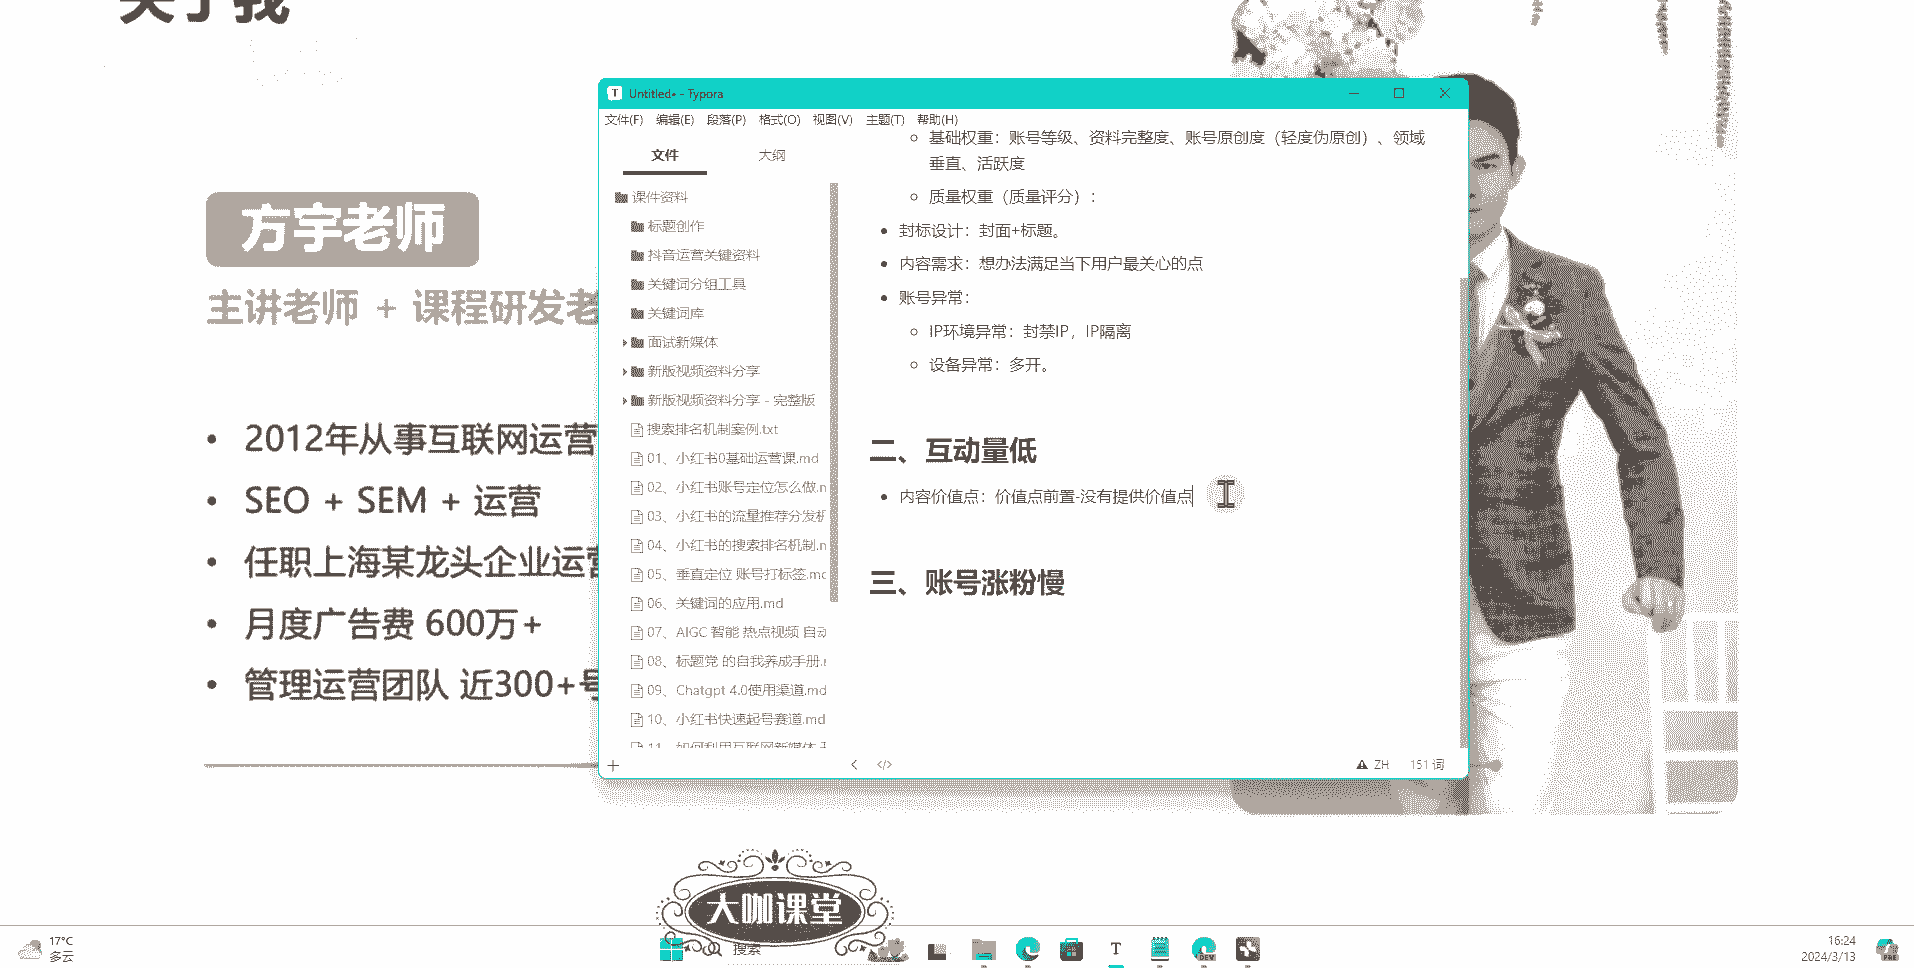 关于我
方宇老师
主讲老师 + 课程研发老
• 2012年从事互联网运营
• SEO + SEM + 运营
• 任职上海某龙头企业运营
• 月度广告费 600万+
• 管理运营团队 近300+号
Untitled• - Typora
文件(F) 编辑(E) 段落(P) 格式(O) 视图(V) 主题(T) 帮助(H)
文件 大纲
课件资料
标题创作
抖音运营关键资料
关键词分组工具
关键词库
面试新媒体
新版视频资料分享
新版视频资料分享 - 完整版
搜索排名机制案例.txt
01、小红书0基础运营课.md
02、小红书账号定位怎么做.m
03、小红书的流量推荐分发机
04、小红书的搜索排名机制.m
05、垂直定位 账号打标签.mc
06、关键词的应用.md
07、AIGC 智能 热点视频 自动
08、标题党 的自我养成手册.r
09、Chatgpt 4.0使用渠道.md
10、小红书快速起号赛道.md
11、如何利用互联网新媒体
基础权重：账号等级、资料完整度、账号原创度（轻度伪原创）、领域
垂直、活跃度
质量权重（质量评分）：
封标设计：封面+标题。
内容需求：想办法满足当下用户最关心的点
账号异常：
IP环境异常：封禁IP，IP隔离
设备异常：多开。
二、互动量低
内容价值点：价值点前置-没有提供价值点
三、账号涨粉慢
ZH 151 词
大咖课堂
17°C
多云
搜索
T
DEV
16:24
2024/3/13
PRE